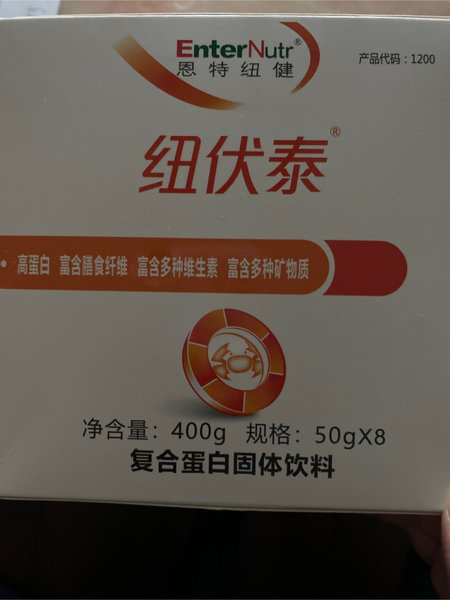 EnterNutr®
恩特纽健
产品代码：1200
纽伏泰®
• 高蛋白 富含膳食纤维 富含多种维生素 富含多种矿物质
净含量：400g 规格：50gX8
复合蛋白固体饮料